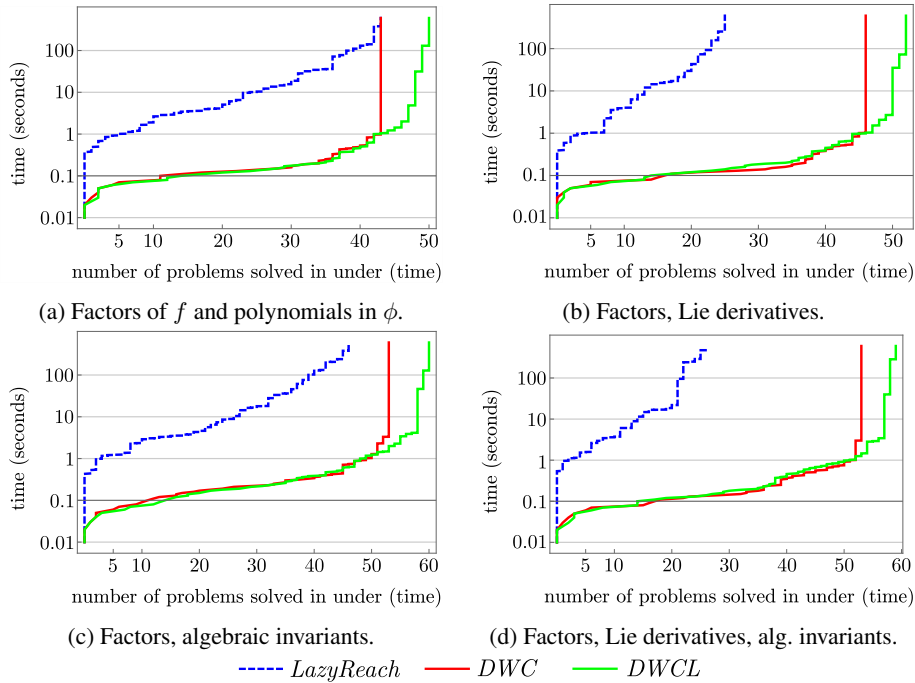 100
10
1
0.1
0.01
time (seconds)
5 10 20 30 40 50
number of problems solved in under (time)
(a) Factors of f and polynomials in ϕ.
100
10
1
0.1
0.01
time (seconds)
5 10 20 30 40 50
number of problems solved in under (time)
(b) Factors, Lie derivatives.
100
10
1
0.1
0.01
time (seconds)
5 10 20 30 40 50 60
number of problems solved in under (time)
(c) Factors, algebraic invariants.
100
10
1
0.1
0.01
time (seconds)
5 10 20 30 40 50 60
number of problems solved in under (time)
(d) Factors, Lie derivatives, alg. invariants.
LazyReach DWC DWCL